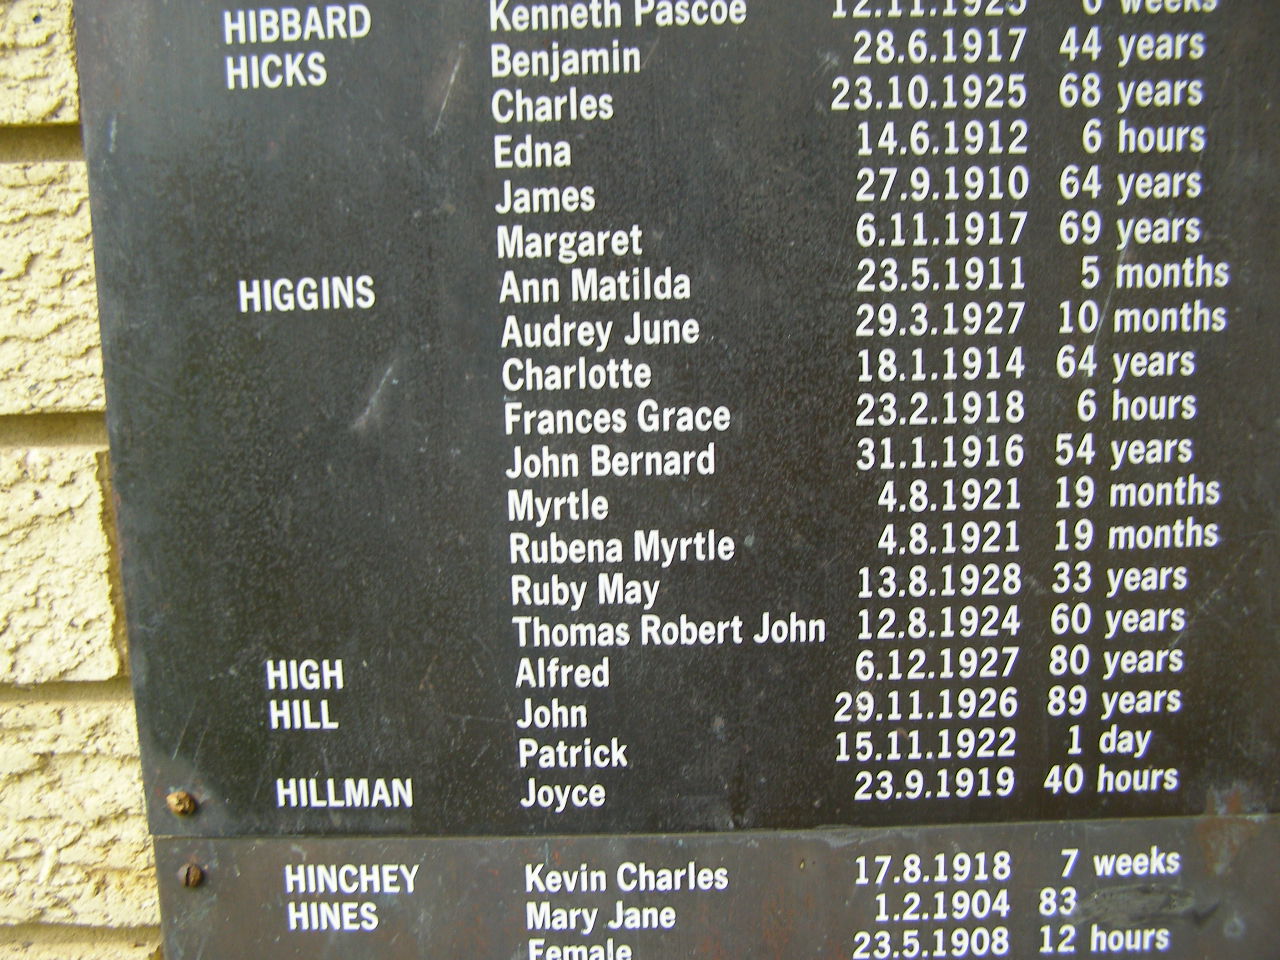 HIBBARD Kenneth Pascoe 12.11.1925 6 weeks
HICKS Benjamin 28.6.1917 44 years
Charles 23.10.1925 68 years
Edna 14.6.1912 6 hours
James 27.9.1910 64 years
Margaret 6.11.1917 69 years
HIGGINS Ann Matilda 23.5.1911 5 months
Audrey June 29.3.1927 10 months
Charlotte 18.1.1914 64 years
Frances Grace 23.2.1918 6 hours
John Bernard 31.1.1916 54 years
Myrtle 4.8.1921 19 months
Rubena Myrtle 4.8.1921 19 months
Ruby May 13.8.1928 33 years
Thomas Robert John 12.8.1924 60 years
HIGH Alfred 6.12.1927 80 years
HILL John 29.11.1926 89 years
Patrick 15.11.1922 1 day
HILLMAN Joyce 23.9.1919 40 hours
HINCHEY Kevin Charles 17.8.1918 7 weeks
HINES Mary Jane 1.2.1904 83
Female 23.5.1908 12 hours